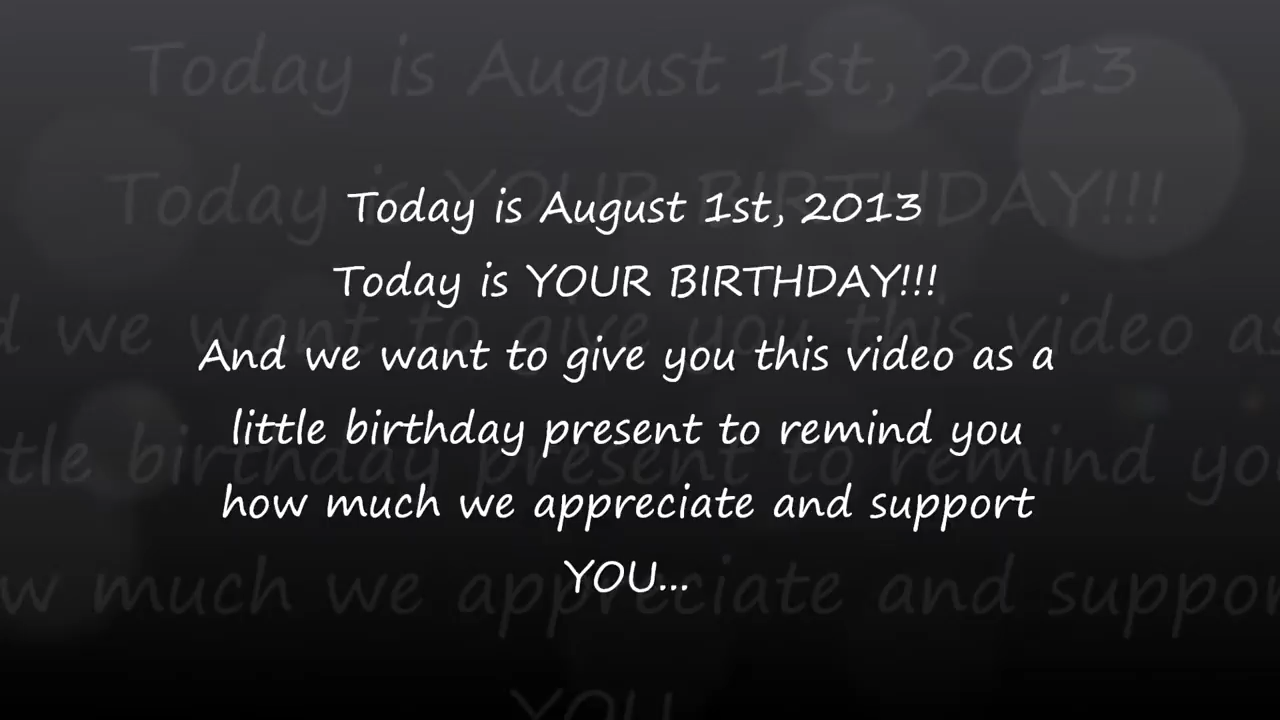 Today is August 1st, 2013
Today is YOUR BIRTHDAY!!!
And we want to give you this video as a
little birthday present to remind you
how much we appreciate and support
YOU...